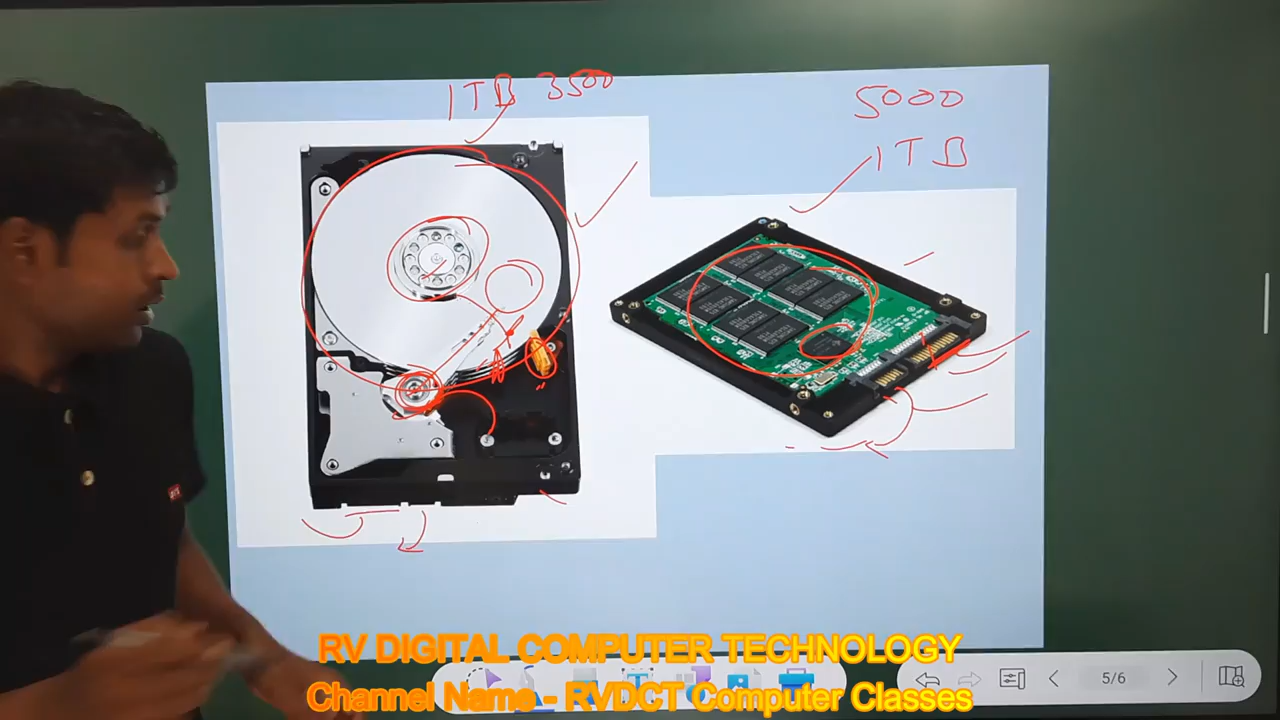 1TB 3500
5000
1TB
RV DIGITAL COMPUTER TECHNOLOGY
Channel Name - RVDCT Computer Classes
5/6